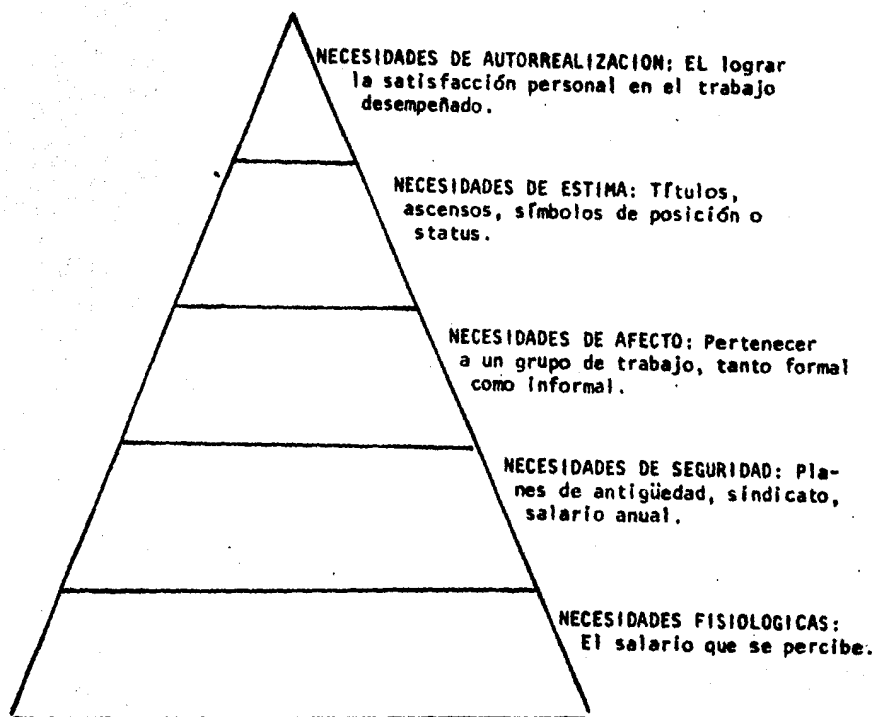 NECESIDADES DE AUTORREALIZACION: EL lograr
la satisfacción personal en el trabajo
desempeñado.
NECESIDADES DE ESTIMA: Títulos,
ascensos, símbolos de posición o
status.
NECESIDADES DE AFECTO: Pertenecer
a un grupo de trabajo, tanto formal
como informal.
NECESIDADES DE SEGURIDAD: Pla-
nes de antigüedad, sindicato,
salario anual.
NECESIDADES FISIOLOGICAS:
El salario que se percibe.